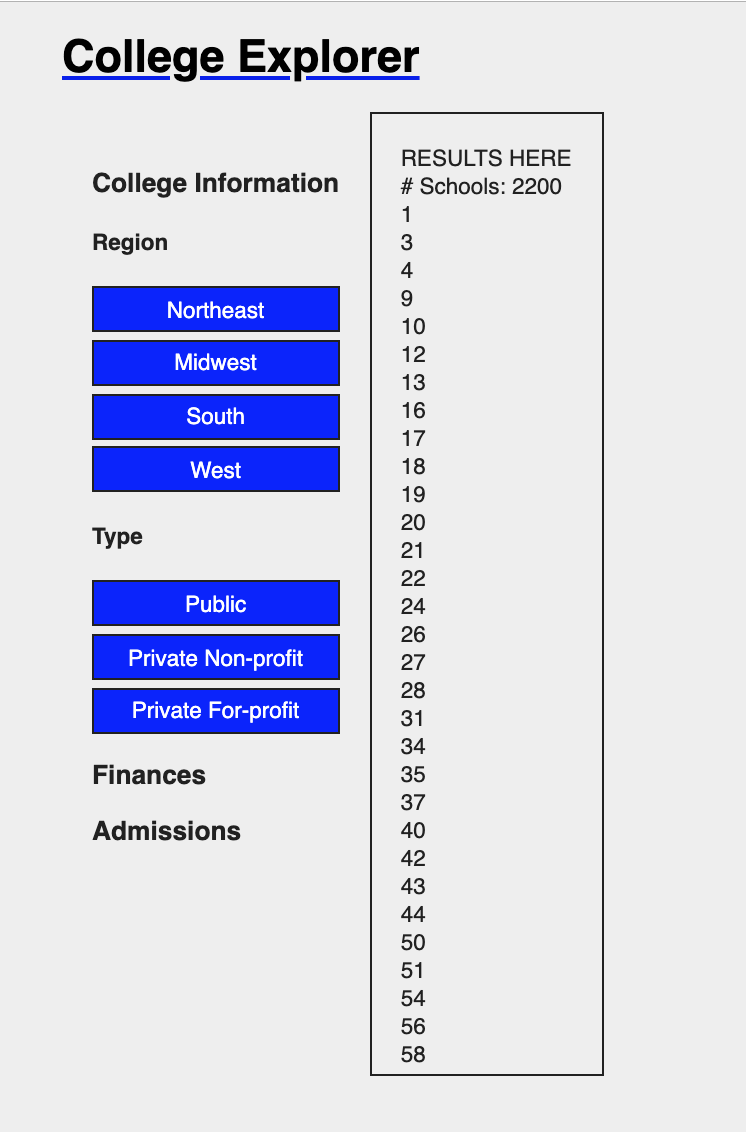 College Explorer
College Information
Region
Northeast
Midwest
South
West
Type
Public
Private Non-profit
Private For-profit
Finances
Admissions
RESULTS HERE
# Schools: 2200
1
3
4
9
10
12
13
16
17
18
19
20
21
22
24
26
27
28
31
34
35
37
40
42
43
44
50
51
54
56
58